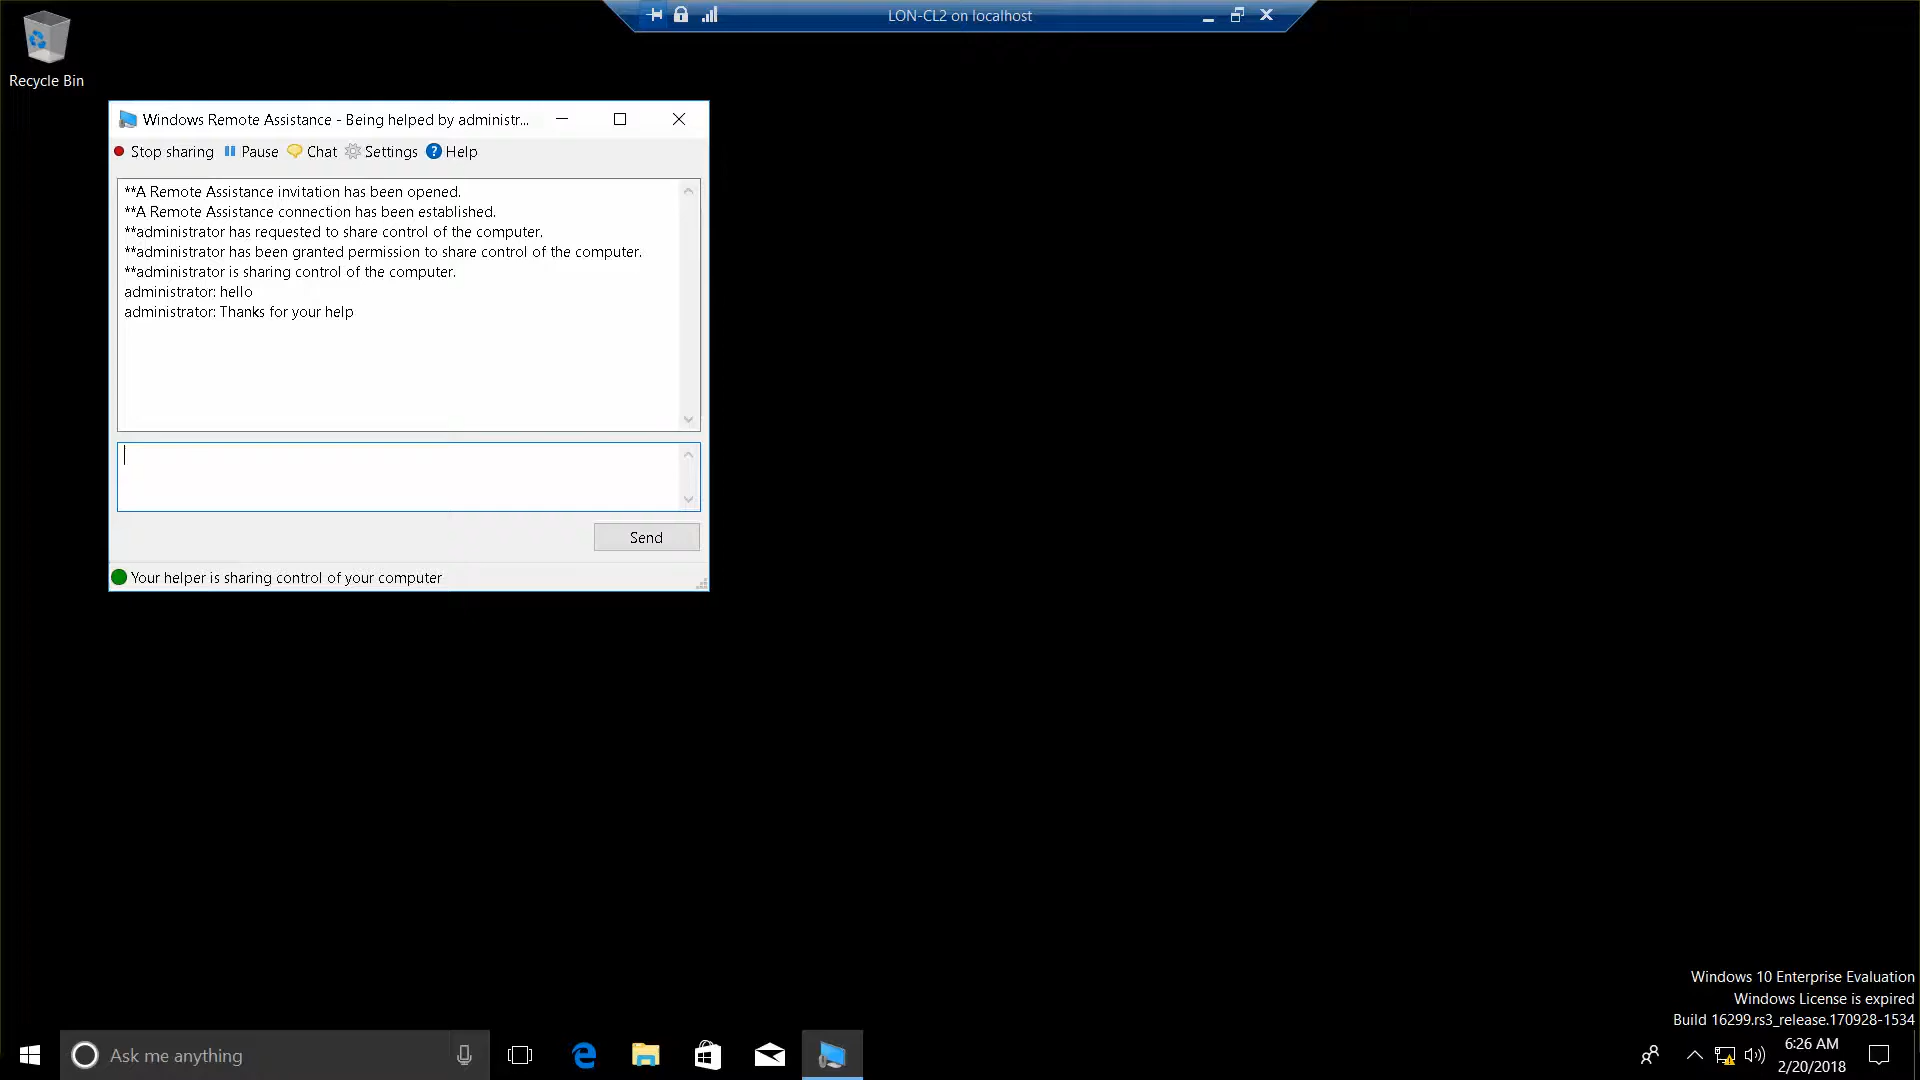 LON-CL2 on localhost
Recycle Bin
Windows Remote Assistance - Being helped by administr...
Stop sharing Pause Chat Settings Help
**A Remote Assistance invitation has been opened.
**A Remote Assistance connection has been established.
**administrator has requested to share control of the computer.
**administrator has been granted permission to share control of the computer.
**administrator is sharing control of the computer.
administrator: hello
administrator: Thanks for your help
Send
Your helper is sharing control of your computer
Windows 10 Enterprise Evaluation
Windows License is expired
Build 16299.rs3_release.170928-1534
Ask me anything
6:26 AM
2/20/2018